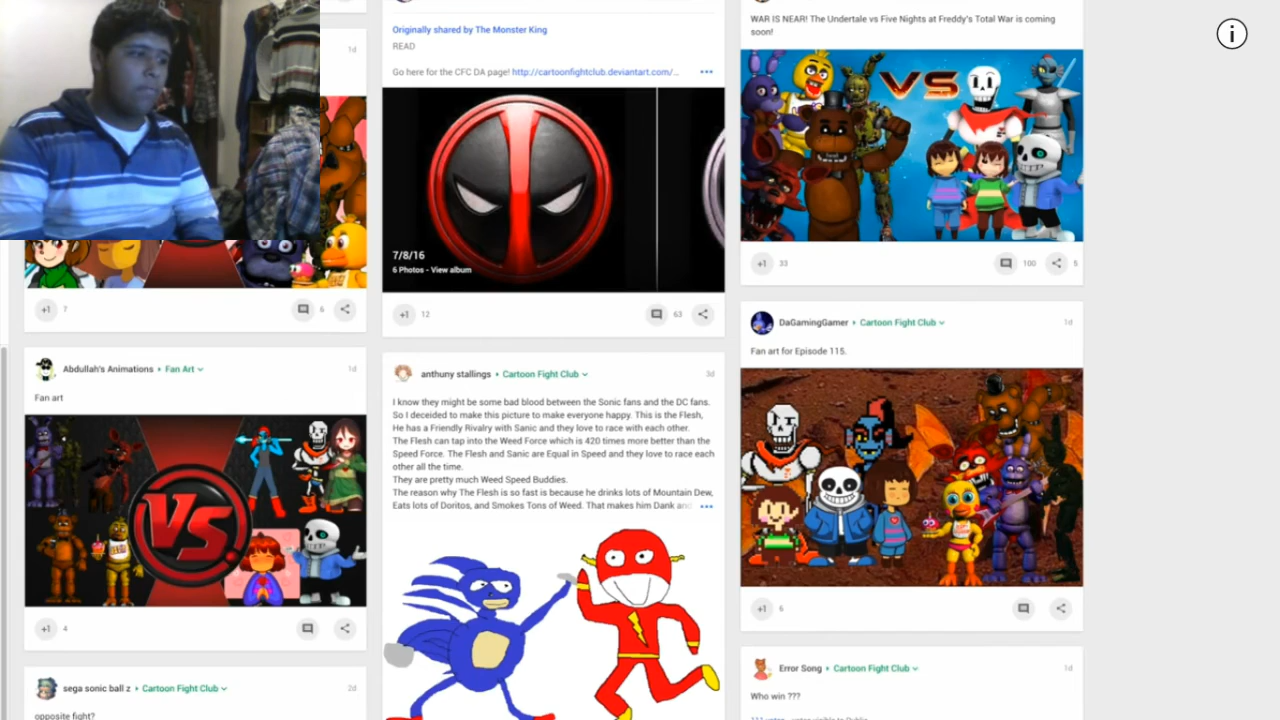 1d
+1 7
6
Abdullah's Animations ▸ Fan Art
1d
Fan art
VS.
+1 4
sega sonic ball z ▸ Cartoon Fight Club
2d
opposite fight?
Originally shared by The Monster King
READ
Go here for the CFC DA page! http://cartoonfightclub.deviantart.com/...
7/8/16
6 Photos - View album
+1 12
63
anthuny stallings ▸ Cartoon Fight Club
3d
I know they might be some bad blood between the Sonic fans and the DC fans.
So I deceided to make this picture to make everyone happy. This is the Flesh,
He has a Friendly Rivalry with Sanic and they love to race with each other.
The Flesh can tap into the Weed Force which is 420 times more better than the
Speed Force. The Flesh and Sanic are Equal in Speed and they love to race each
other all the time.
They are pretty much Weed Speed Buddies.
The reason why The Flesh is so fast is because he drinks lots of Mountain Dew,
Eats lots of Doritos, and Smokes Tons of Weed. That makes him Dank and
WAR IS NEAR! The Undertale vs Five Nights at Freddy's Total War is coming
soon!
VS
+1 33
100
5
DaGamingGamer ▸ Cartoon Fight Club
1d
Fan art for Episode 115.
+1 6
Error Song ▸ Cartoon Fight Club
1d
Who win ???